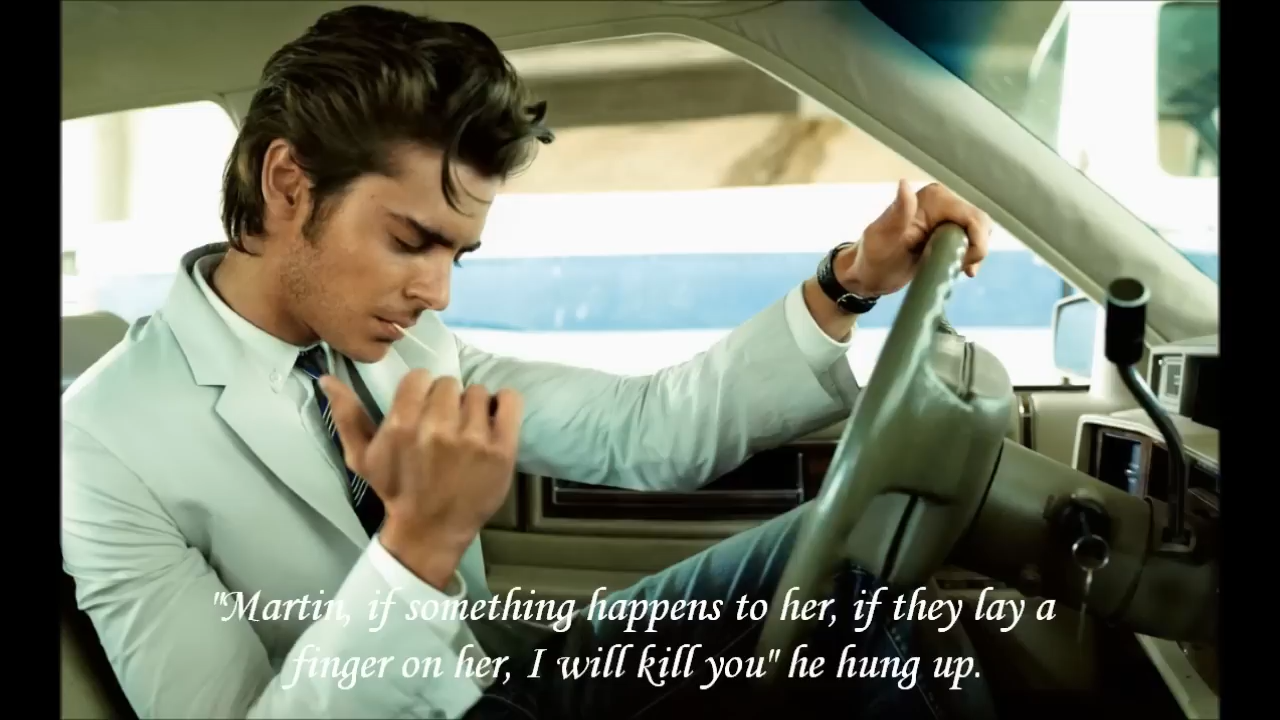 "Martin, if something happens to her, if they lay a
finger on her, I will kill you" he hung up.